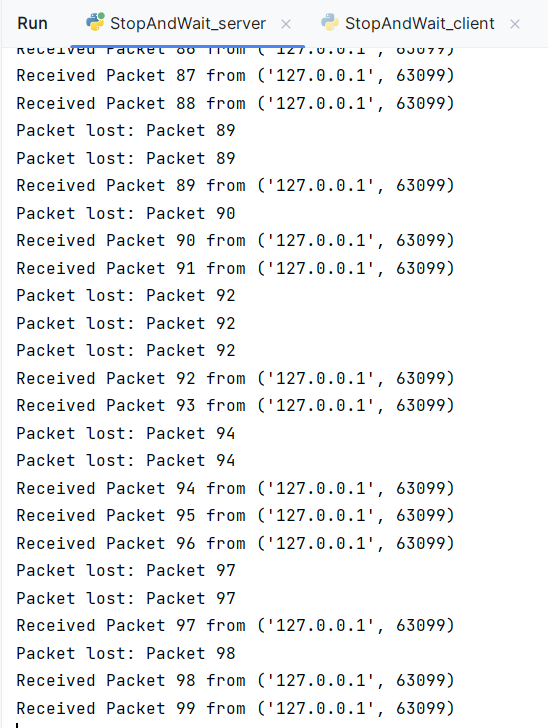 Run StopAndWait_server StopAndWait_client
Received Packet 86 from ('127.0.0.1', 63099)
Received Packet 87 from ('127.0.0.1', 63099)
Received Packet 88 from ('127.0.0.1', 63099)
Packet lost: Packet 89
Packet lost: Packet 89
Received Packet 89 from ('127.0.0.1', 63099)
Packet lost: Packet 90
Received Packet 90 from ('127.0.0.1', 63099)
Received Packet 91 from ('127.0.0.1', 63099)
Packet lost: Packet 92
Packet lost: Packet 92
Packet lost: Packet 92
Received Packet 92 from ('127.0.0.1', 63099)
Received Packet 93 from ('127.0.0.1', 63099)
Packet lost: Packet 94
Packet lost: Packet 94
Received Packet 94 from ('127.0.0.1', 63099)
Received Packet 95 from ('127.0.0.1', 63099)
Received Packet 96 from ('127.0.0.1', 63099)
Packet lost: Packet 97
Packet lost: Packet 97
Received Packet 97 from ('127.0.0.1', 63099)
Packet lost: Packet 98
Received Packet 98 from ('127.0.0.1', 63099)
Received Packet 99 from ('127.0.0.1', 63099)